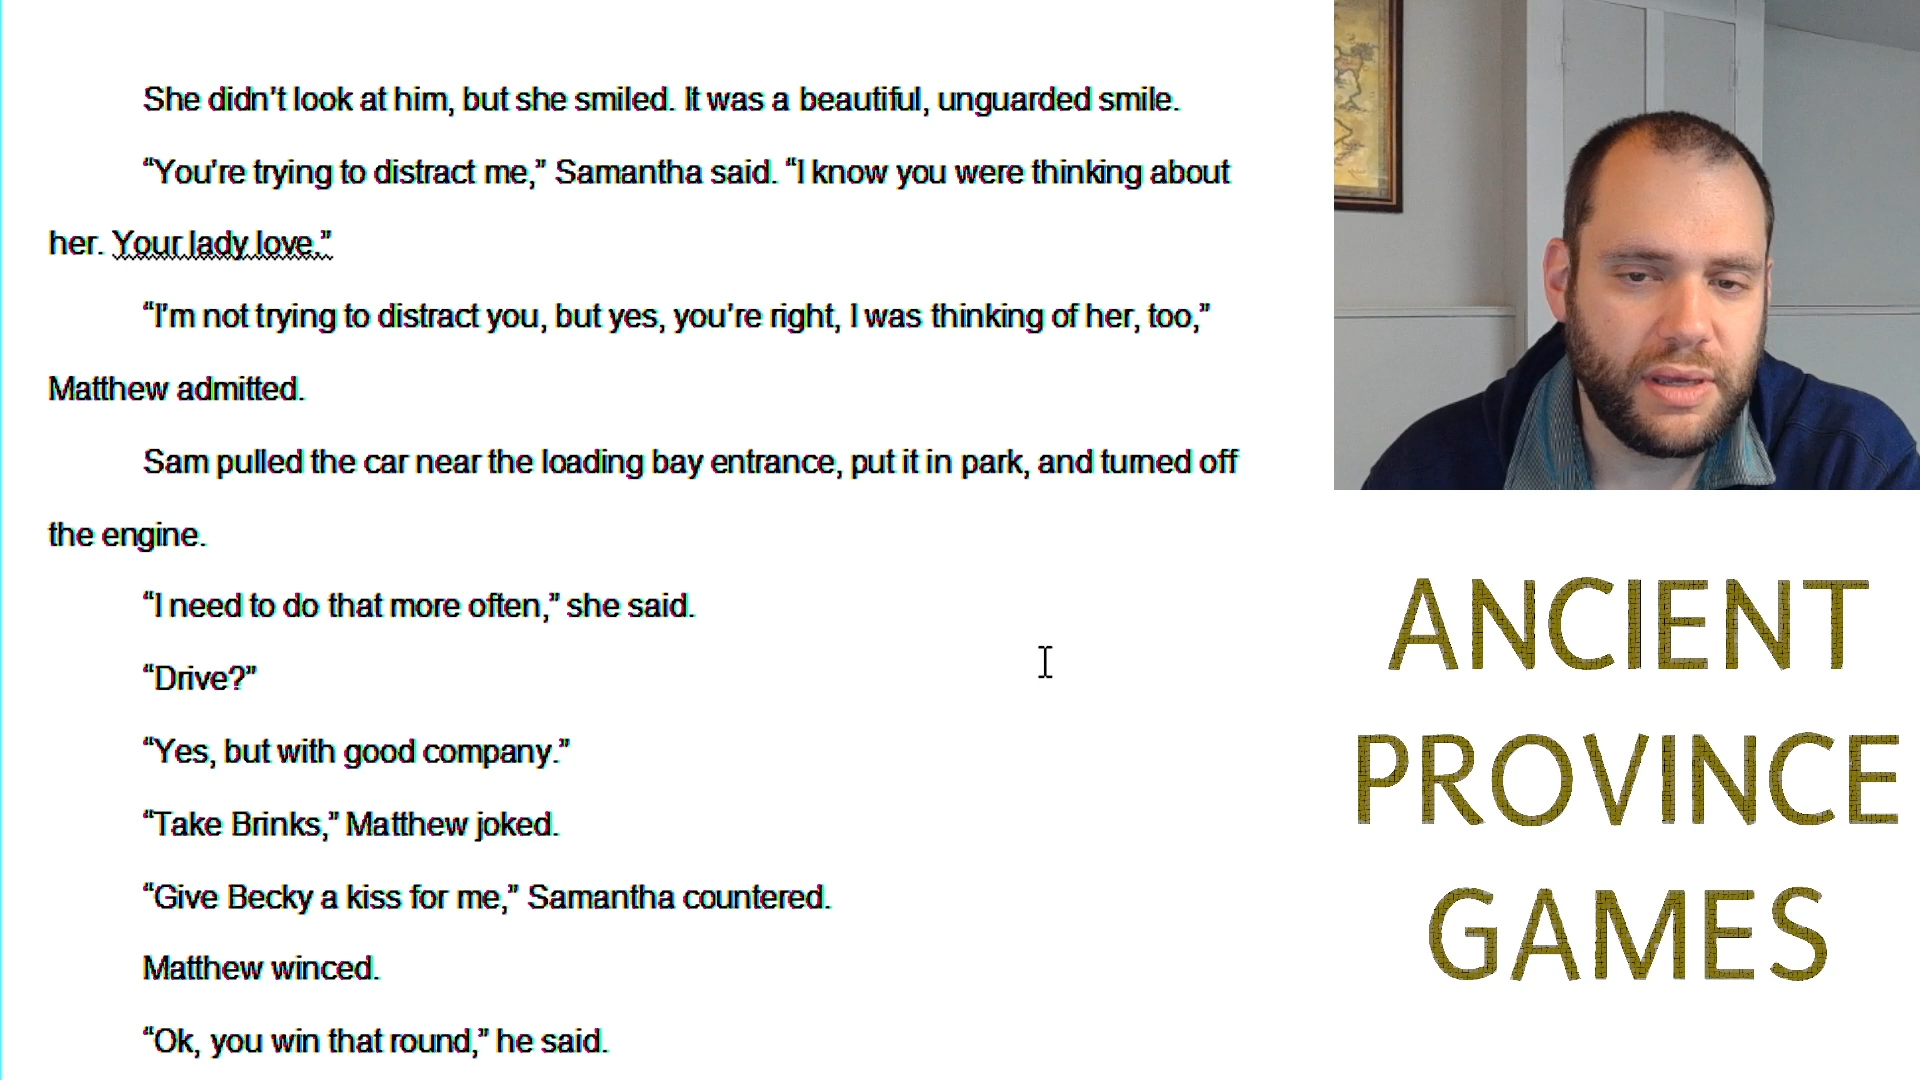 She didn’t look at him, but she smiled. It was a beautiful, unguarded smile.
“You’re trying to distract me,” Samantha said. “I know you were thinking about
her. Your lady love.”
“I’m not trying to distract you, but yes, you’re right, I was thinking of her, too,”
Matthew admitted.
Sam pulled the car near the loading bay entrance, put it in park, and turned off
the engine.
“I need to do that more often,” she said.
“Drive?”
“Yes, but with good company.”
“Take Brinks,” Matthew joked.
“Give Becky a kiss for me,” Samantha countered.
Matthew winced.
“Ok, you win that round,” he said.
ANCIENT
PROVINCE
GAMES